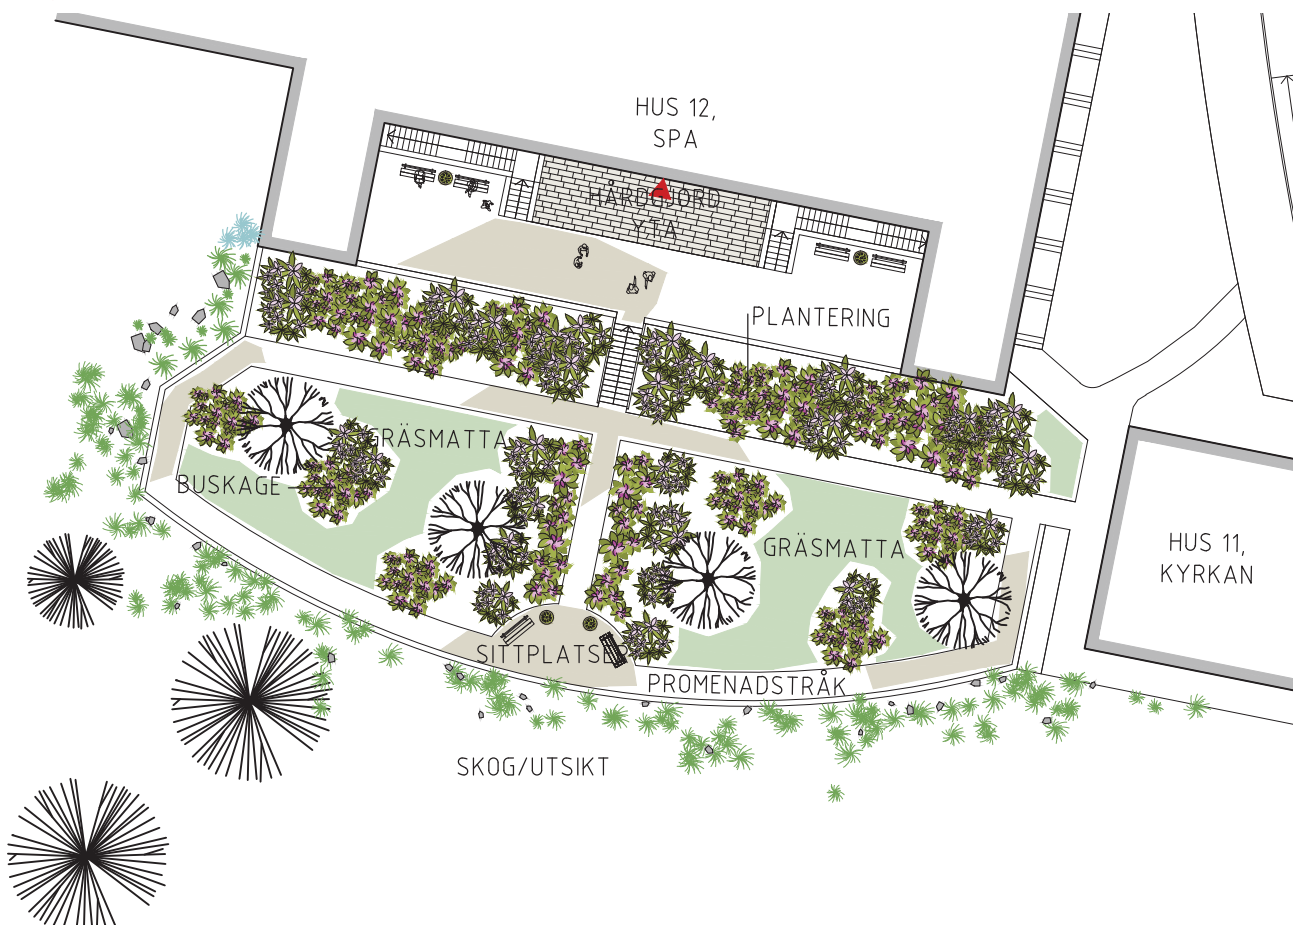 HUS 12,
SPA
HÅRDGJORD
YTA
PLANTERING
GRÄSMATTA
BUSKAGE
GRÄSMATTA
HUS 11,
KYRKAN
SITTPLATSER
PROMENADSTRÅK
SKOG/UTSIKT